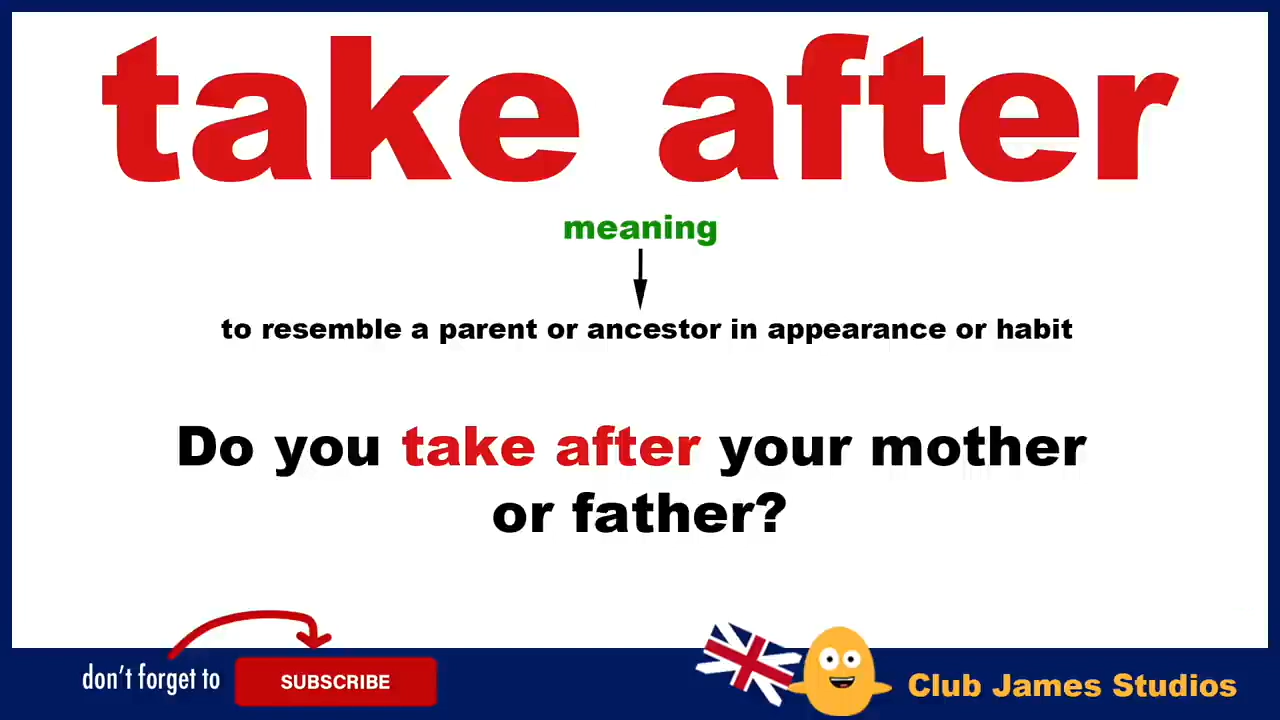 take after
meaning
to resemble a parent or ancestor in appearance or habit
Do you take after your mother
or father?
don't forget to
SUBSCRIBE
Club James Studios